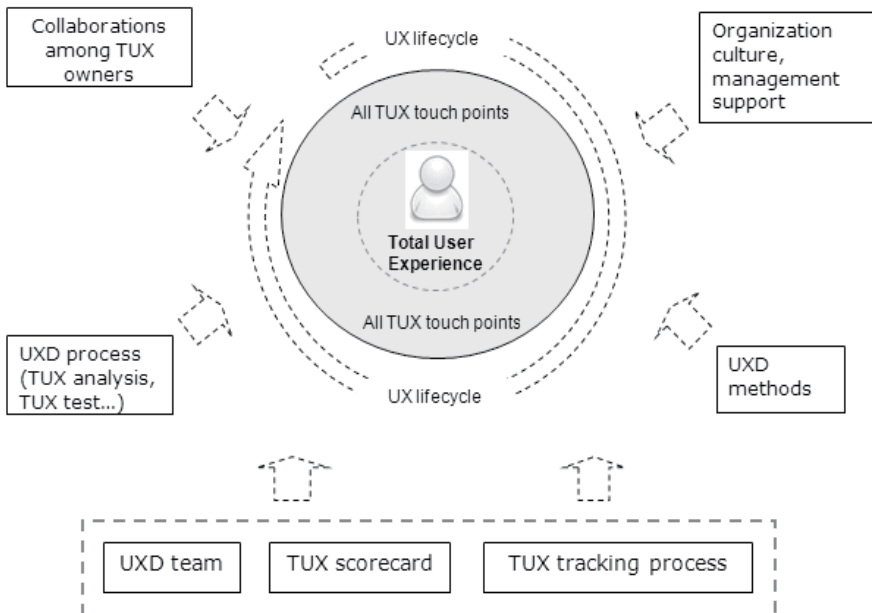 Collaborations
among TUX
owners
UX lifecycle
Organization
culture,
management
support
All TUX touch points
Total User
Experience
All TUX touch points
UXD process
(TUX analysis,
TUX test...)
UX lifecycle
UXD
methods
UXD team
TUX scorecard
TUX tracking process